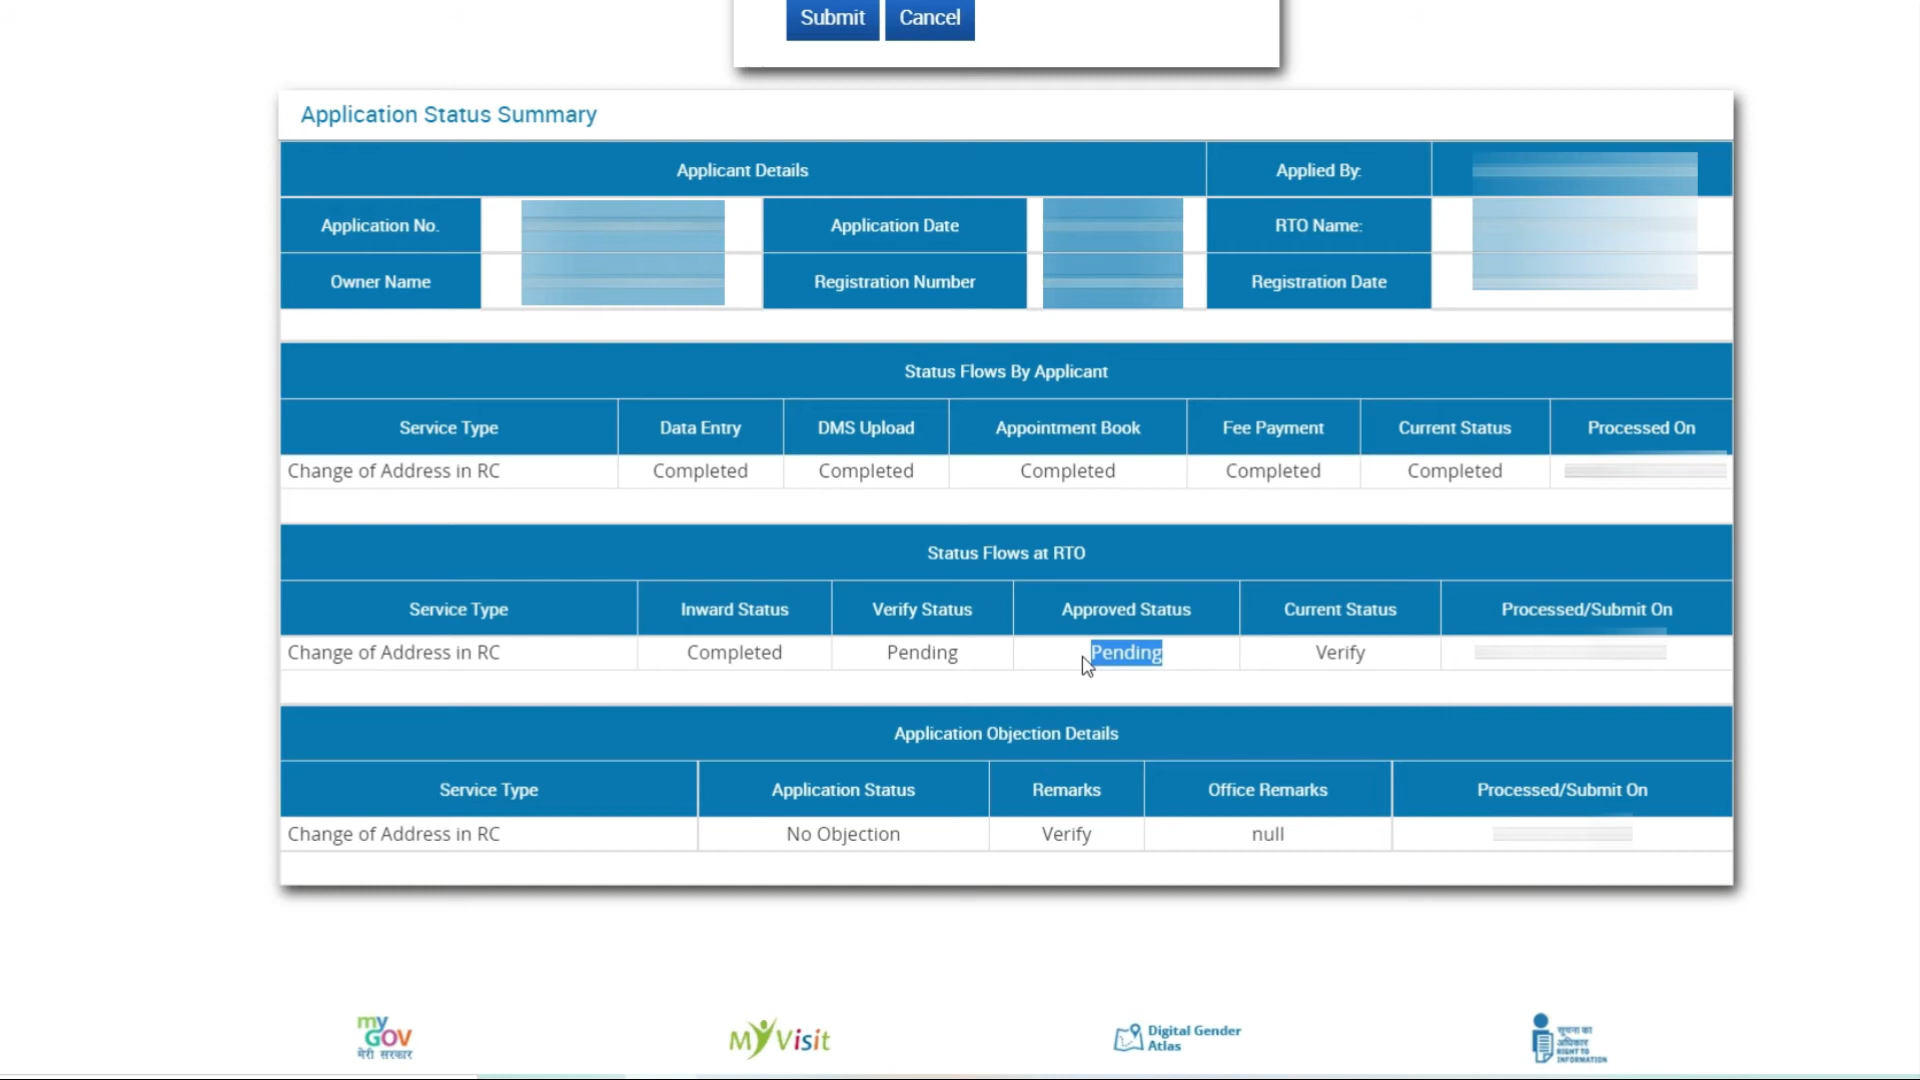 Submit Cancel
Application Status Summary
Applicant Details Applied By:
Application No. Application Date RTO Name:
Owner Name Registration Number Registration Date
Status Flows By Applicant
Service Type Data Entry DMS Upload Appointment Book Fee Payment Current Status Processed On
Change of Address in RC Completed Completed Completed Completed Completed
Status Flows at RTO
Service Type Inward Status Verify Status Approved Status Current Status Processed/Submit On
Change of Address in RC Completed Pending Pending Verify
Application Objection Details
Service Type Application Status Remarks Office Remarks Processed/Submit On
Change of Address in RC No Objection Verify null
my
GOV
मेरी सरकार
MYVisit
Digital Gender
Atlas
सूचना का
अधिकार
RIGHT TO
INFORMATION